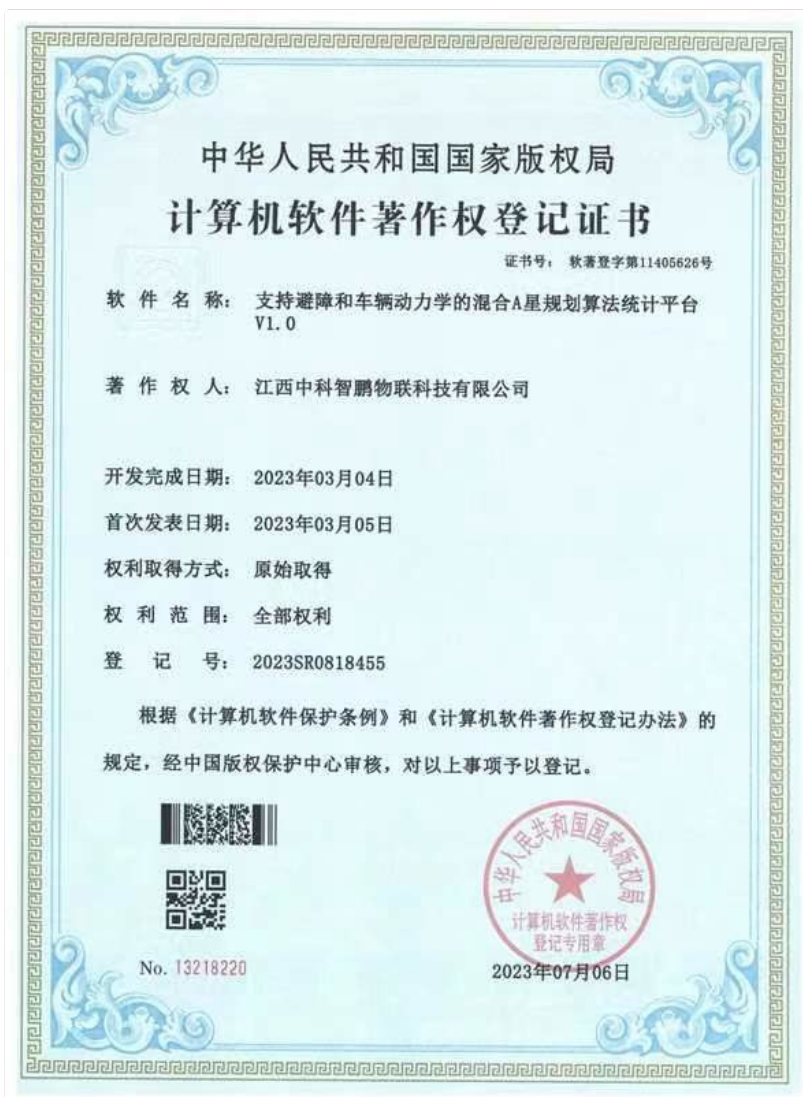 中华人民共和国国家版权局
计算机软件著作权登记证书
证书号： 软著登字第11405626号
软 件 名 称： 支持避障和车辆动力学的混合A星规划算法统计平台
V1.0
著 作 权 人： 江西中科智鹏物联科技有限公司
开发完成日期： 2023年03月04日
首次发表日期： 2023年03月05日
权利取得方式： 原始取得
权 利 范 围： 全部权利
登 记 号： 2023SR0818455
根据《计算机软件保护条例》和《计算机软件著作权登记办法》的
规定，经中国版权保护中心审核，对以上事项予以登记。
中华人民共和国国家版权局
计算机软件著作权
登记专用章
No. 13218220
2023年07月06日